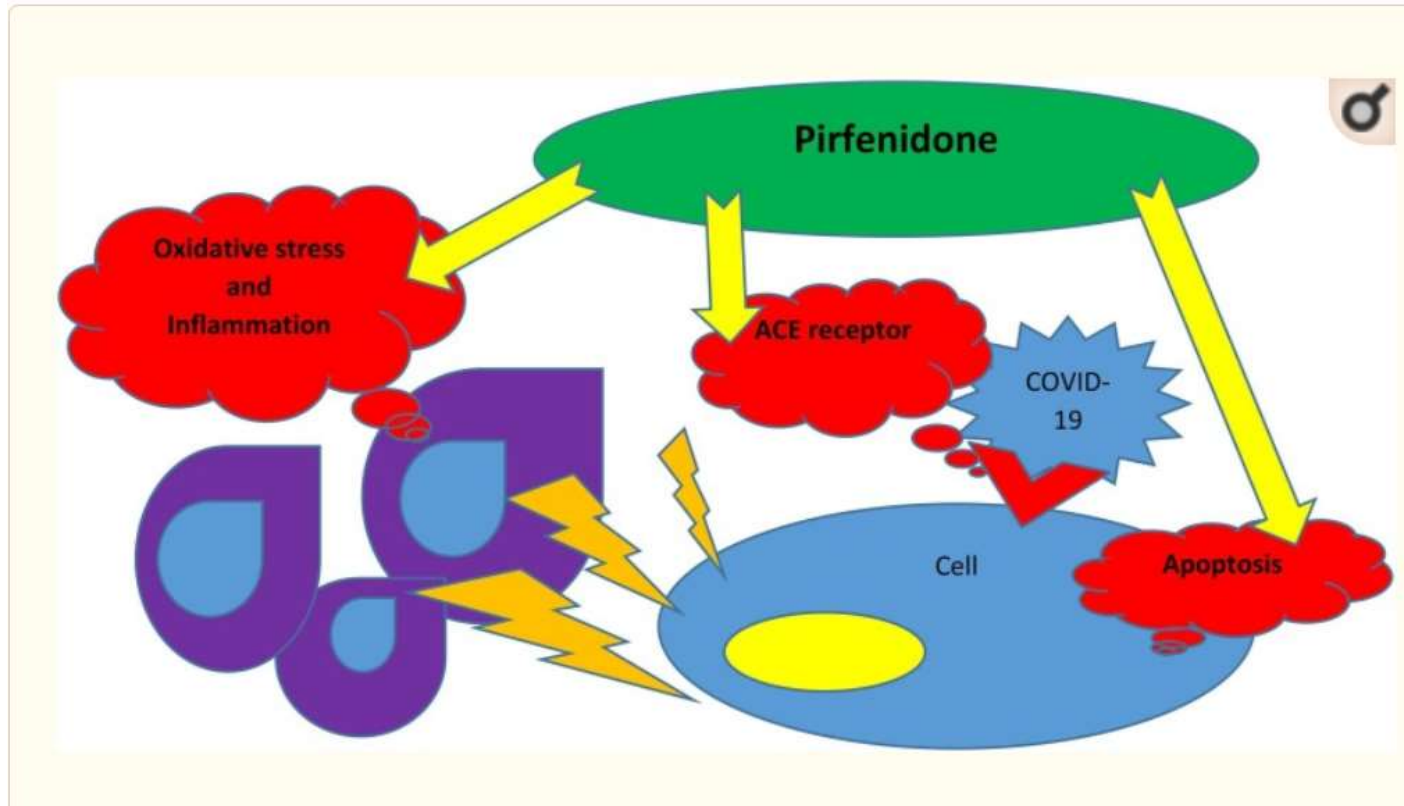 Pirfenidone
Oxidative stress
and
Inflammation
ACE receptor
COVID-
19
Cell
Apoptosis